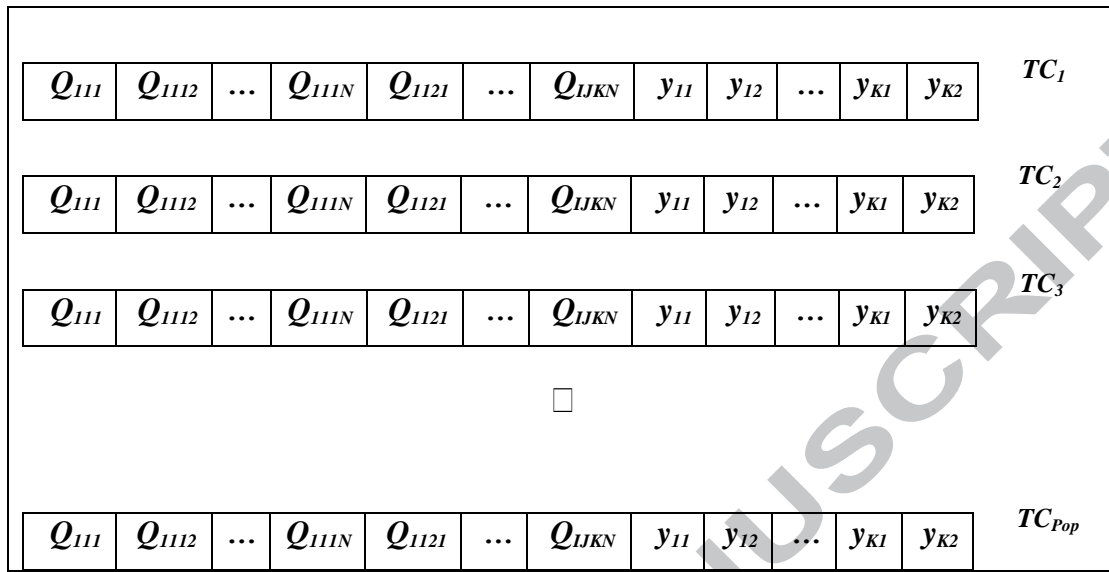 Q111 Q1112 ... Q111N Q1121 ... QIJKN y11 y12 ... yK1 yK2 TC1
Q111 Q1112 ... Q111N Q1121 ... QIJKN y11 y12 ... yK1 yK2 TC2
Q111 Q1112 ... Q111N Q1121 ... QIJKN y11 y12 ... yK1 yK2 TC3
□
Q111 Q1112 ... Q111N Q1121 ... QIJKN y11 y12 ... yK1 yK2 TCPop
USCRIP